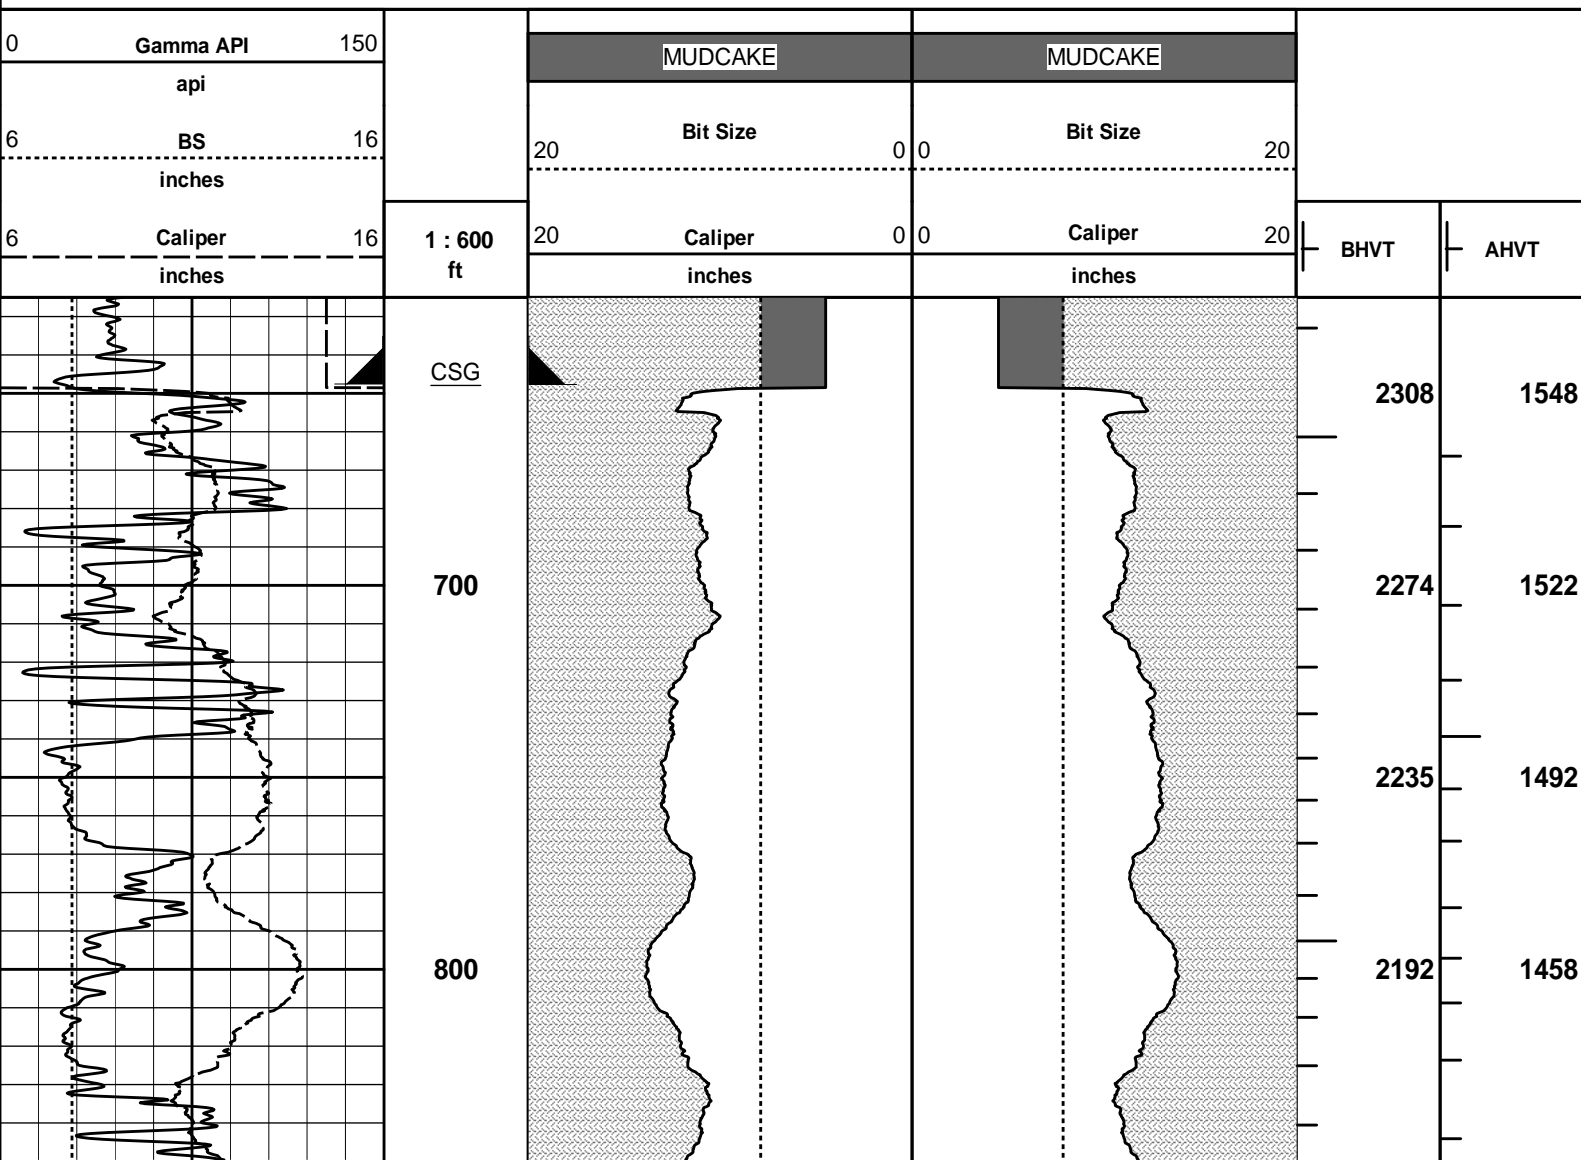 0 Gamma API 150
api
6 BS 16
inches
6 Caliper 16
inches
1 : 600
ft
MUDCAKE
Bit Size
20 0
20 Caliper 0
inches
MUDCAKE
Bit Size
0 20
0 Caliper 20
inches
BHVT
AHVT
CSG
2308 1548
700 2274 1522
2235 1492
800 2192 1458